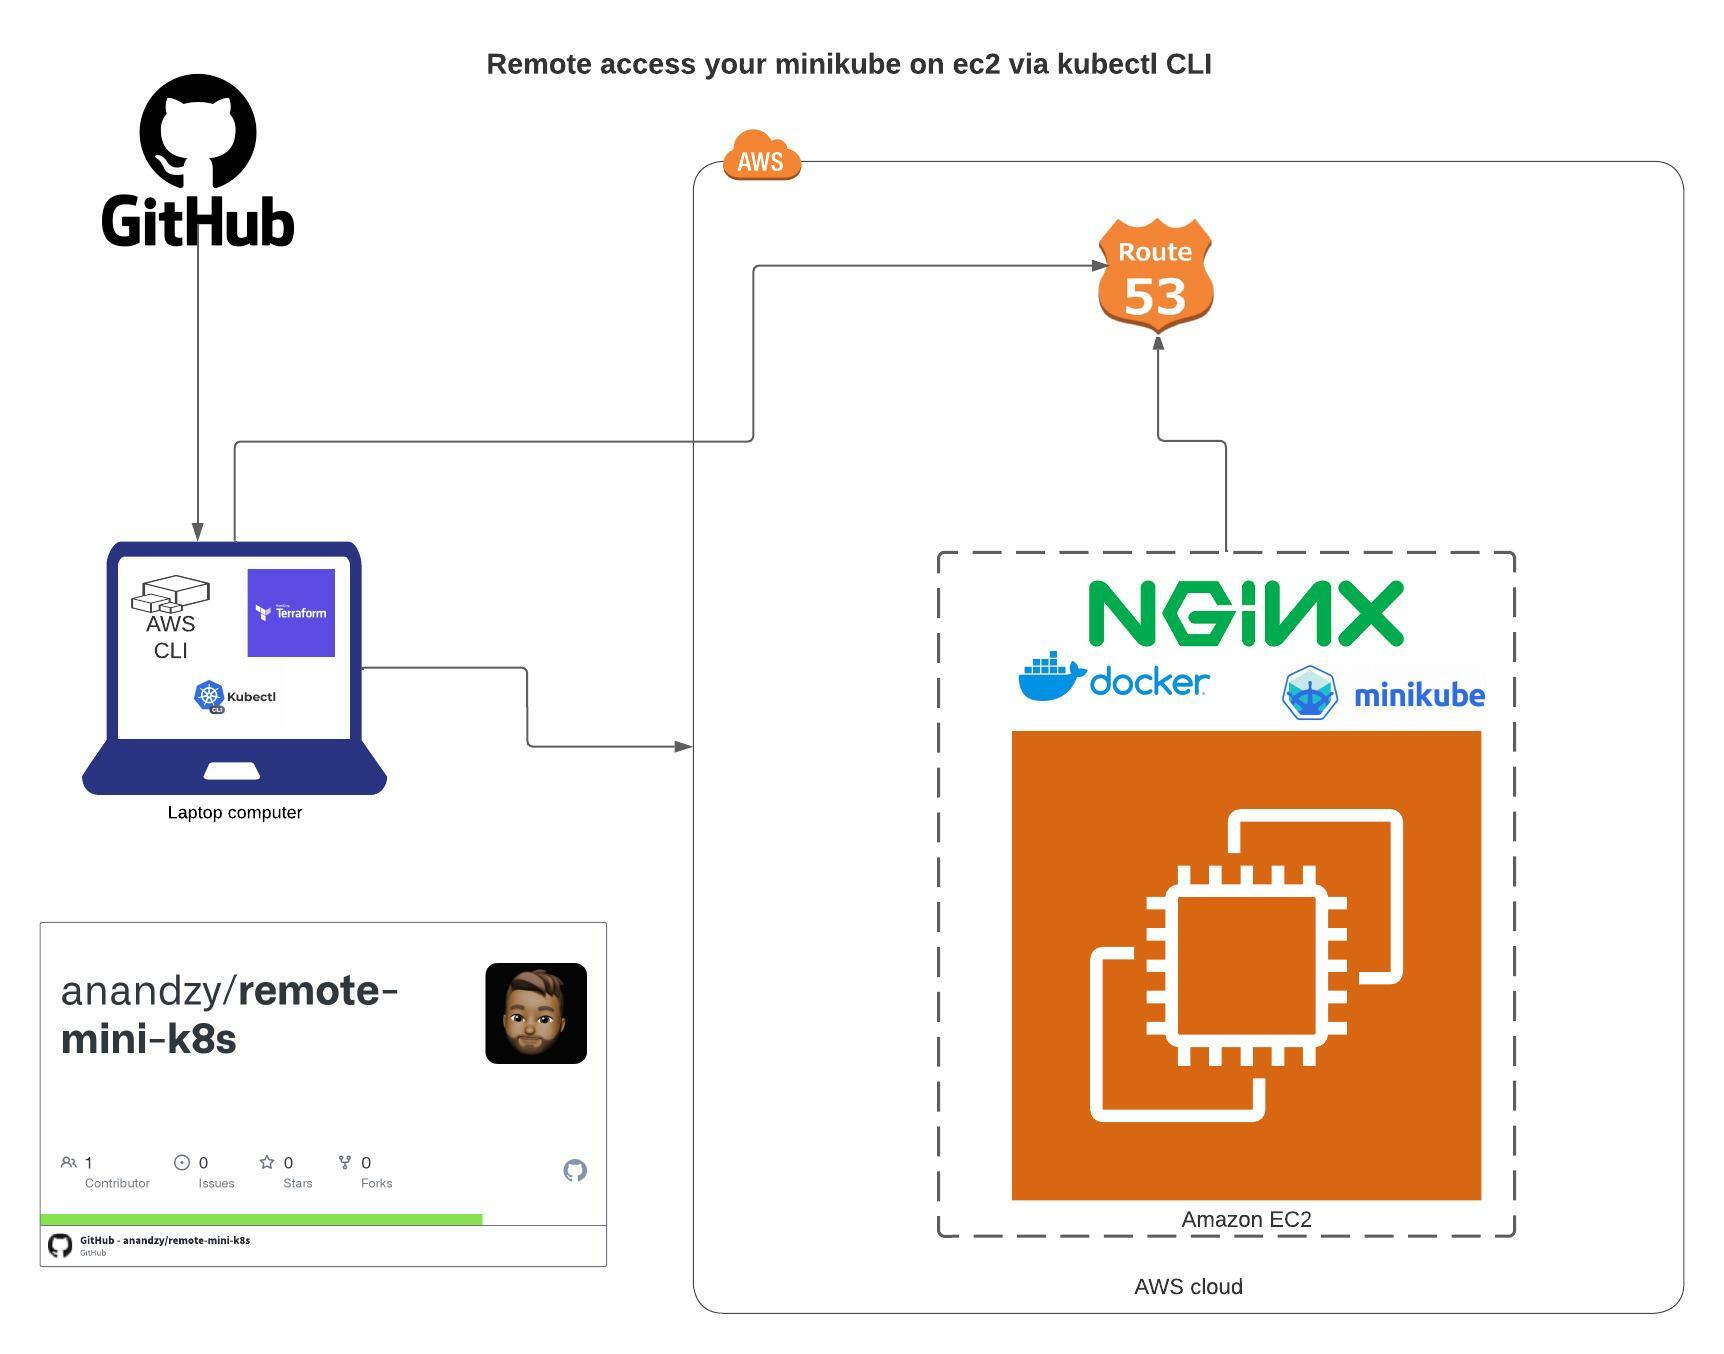 Remote access your minikube on ec2 via kubectl CLI
GitHub
AWS
Route
53
AWS
CLI
HashiCorp
Terraform
Kubectl
CLI
Laptop computer
NGINX
docker
minikube
Amazon EC2
AWS cloud
anandzy/remote-
mini-k8s
1
Contributor
0
Issues
0
Stars
0
Forks
GitHub - anandzy/remote-mini-k8s
GitHub